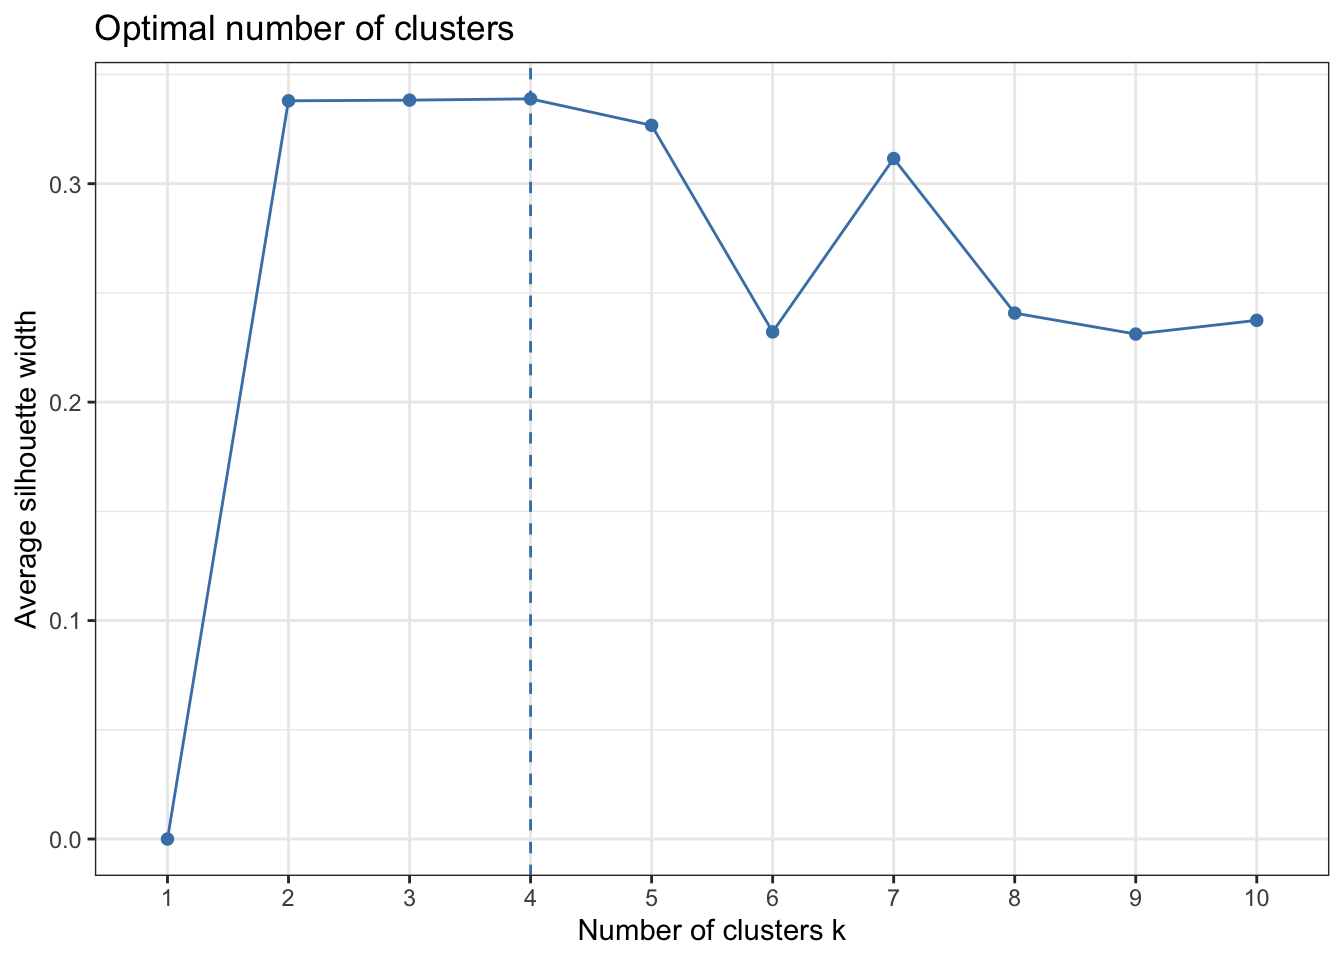 Optimal number of clusters
Average silhouette width
0.3
0.2
0.1
0.0
1 2 3 4 5 6 7 8 9 10
Number of clusters k